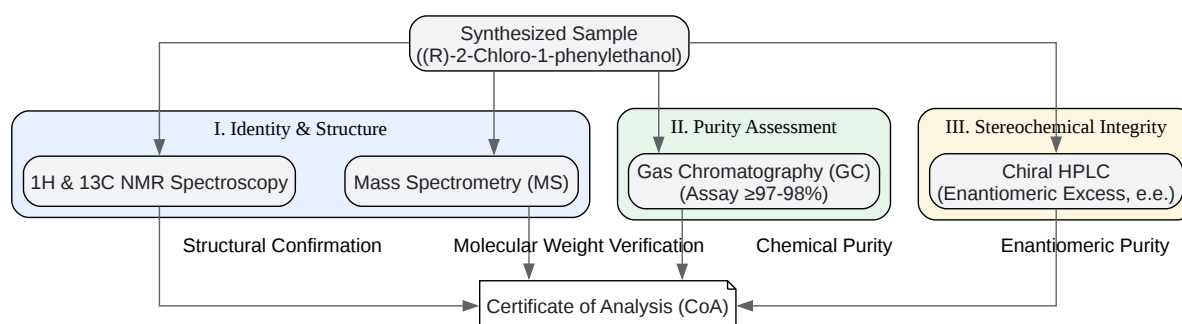 Synthesized Sample
((R)-2-Chloro-1-phenylethanol)
I. Identity & Structure
II. Purity Assessment
III. Stereochemical Integrity
1H & 13C NMR Spectroscopy
Mass Spectrometry (MS)
Gas Chromatography (GC)
(Assay ≥97-98%)
Chiral HPLC
(Enantiomeric Excess, e.e.)
Structural Confirmation
Molecular Weight Verification
Chemical Purity
Enantiomeric Purity
Certificate of Analysis (CoA)